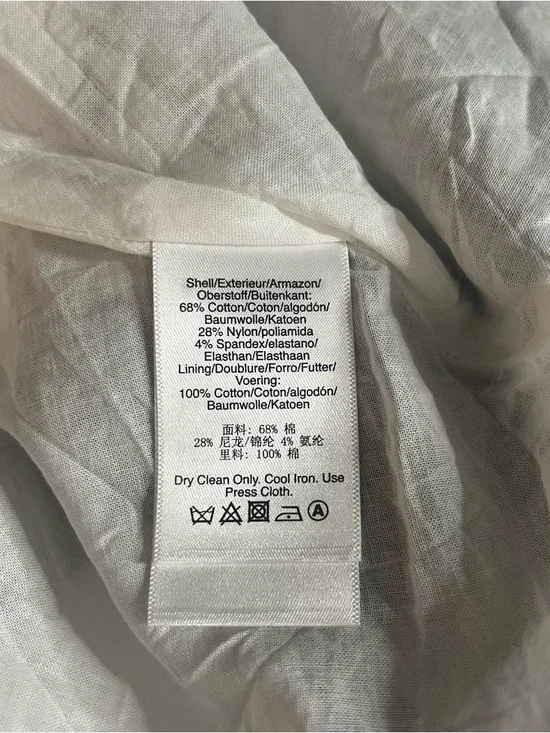 Shell/Exterieur/Armazon/
Oberstoff/Buitenkant:
68% Cotton/Coton/algodón/
Baumwolle/Katoen
28% Nylon/poliamida
4% Spandex/elastano/
Elasthan/Elasthaan
Lining/Doublure/Forro/Futter/
Voering:
100% Cotton/Coton/algodón/
Baumwolle/Katoen
面料: 68% 棉
28% 尼龙/锦纶 4% 氨纶
里料: 100% 棉
Dry Clean Only. Cool Iron. Use
Press Cloth.
A